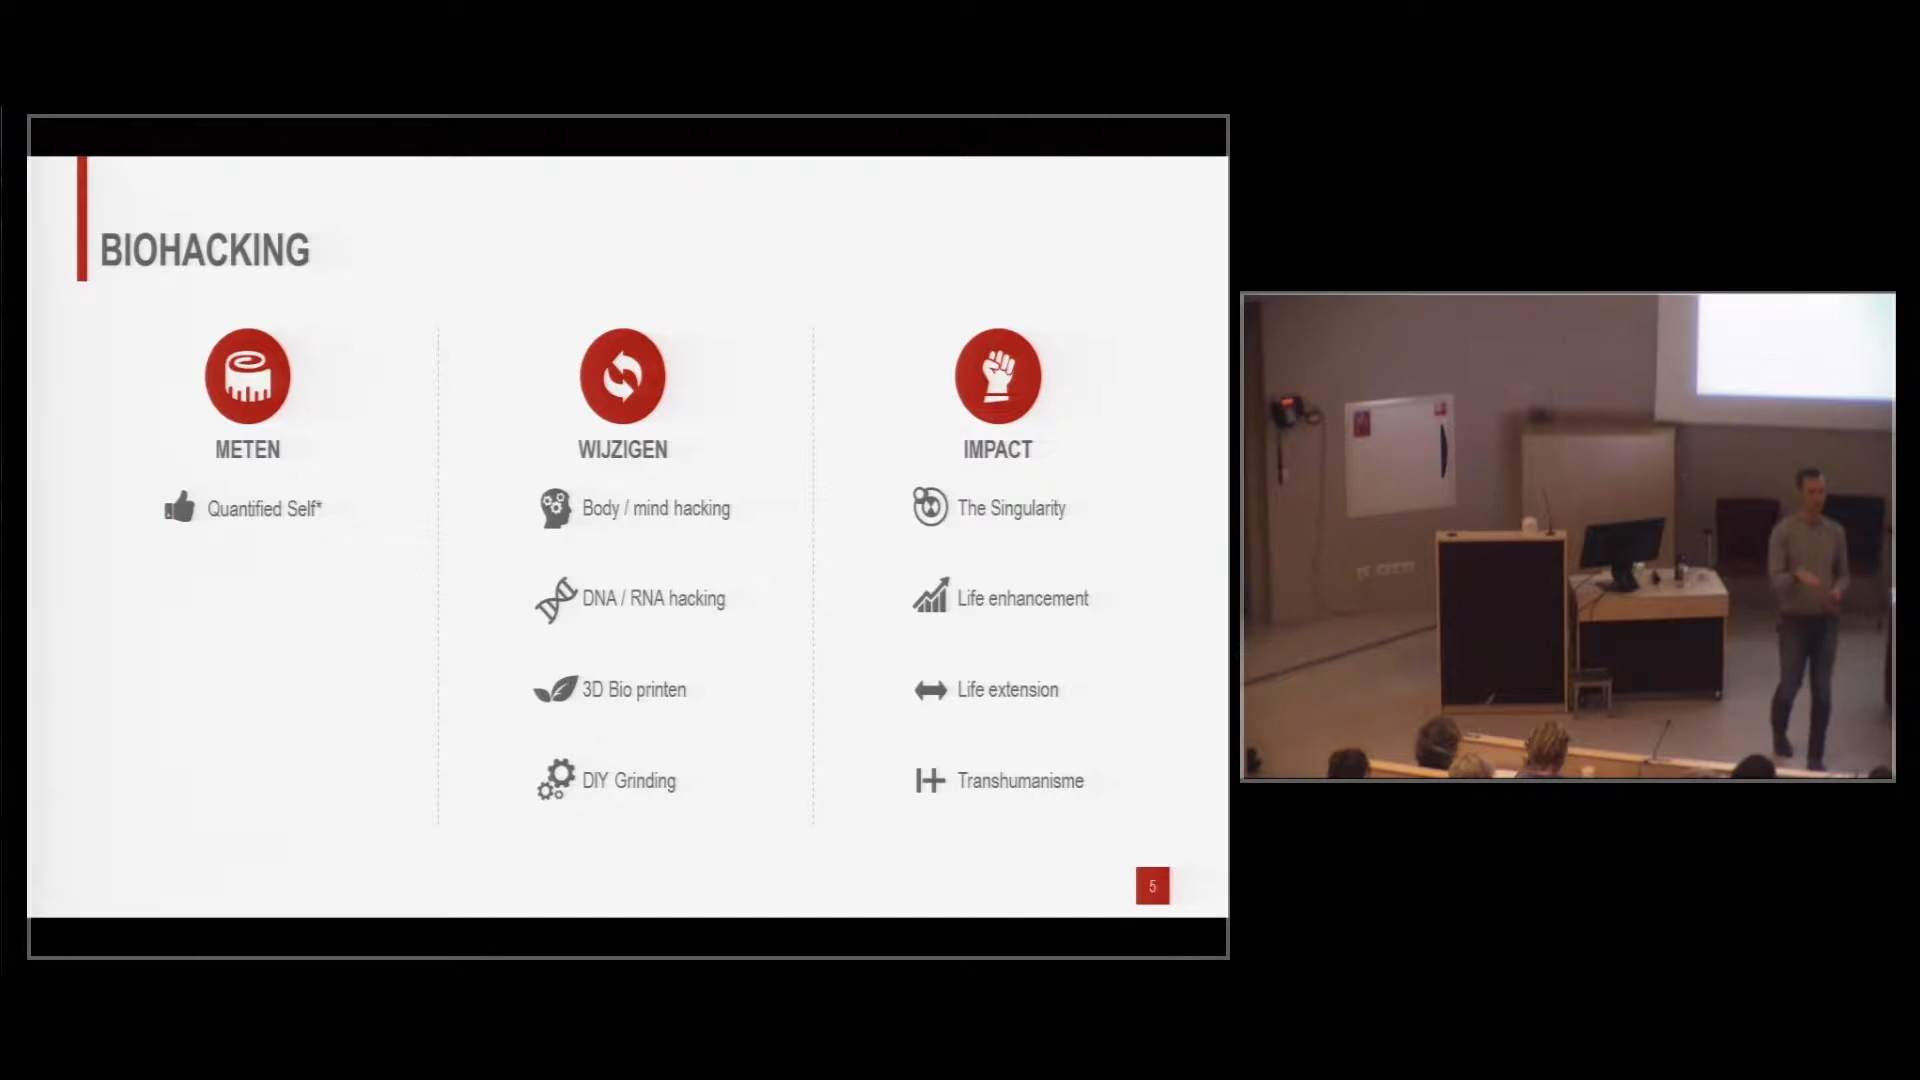 BIOHACKING
METEN
Quantified Self*
WIJZIGEN
Body / mind hacking
DNA / RNA hacking
3D Bio printen
DIY Grinding
IMPACT
The Singularity
Life enhancement
Life extension
Transhumanisme
5